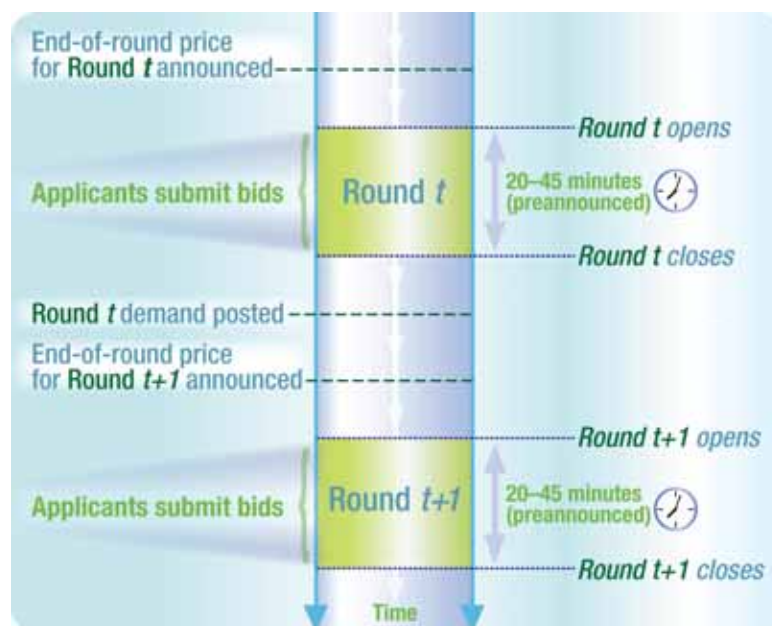 End-of-round price
for Round t announced
Round t opens
Applicants submit bids
Round t
20–45 minutes
(preannounced)
Round t closes
Round t demand posted
End-of-round price
for Round t+1 announced
Round t+1 opens
Applicants submit bids
Round t+1
20–45 minutes
(preannounced)
Round t+1 closes
Time